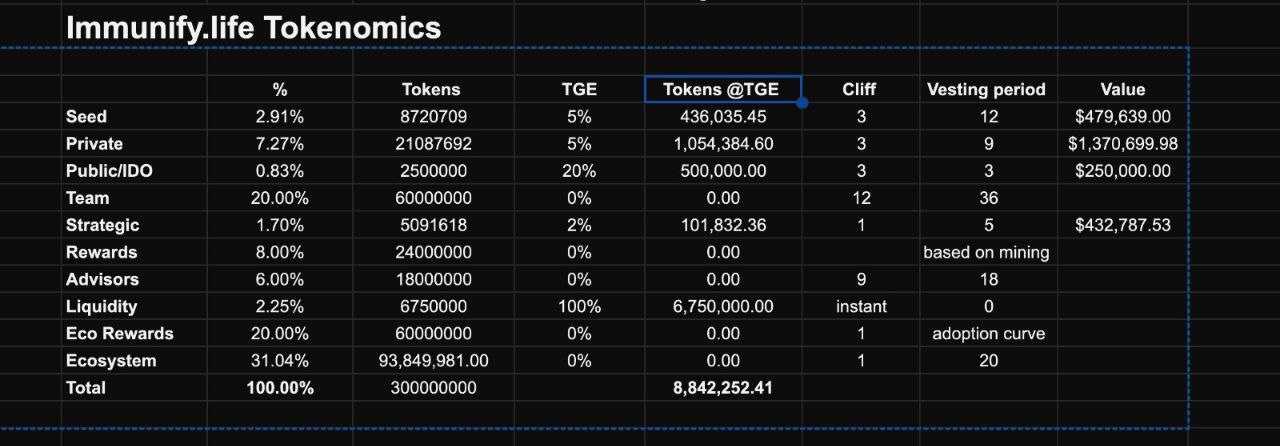 Immunify.life Tokenomics
% Tokens TGE Tokens @TGE Cliff Vesting period Value
Seed 2.91% 8720709 5% 436,035.45 3 12 $479,639.00
Private 7.27% 21087692 5% 1,054,384.60 3 9 $1,370,699.98
Public/IDO 0.83% 2500000 20% 500,000.00 3 3 $250,000.00
Team 20.00% 60000000 0% 0.00 12 36
Strategic 1.70% 5091618 2% 101,832.36 1 5 $432,787.53
Rewards 8.00% 24000000 0% 0.00 based on mining
Advisors 6.00% 18000000 0% 0.00 9 18
Liquidity 2.25% 6750000 100% 6,750,000.00 instant 0
Eco Rewards 20.00% 60000000 0% 0.00 1 adoption curve
Ecosystem 31.04% 93,849,981.00 0% 0.00 1 20
Total 100.00% 300000000 8,842,252.41